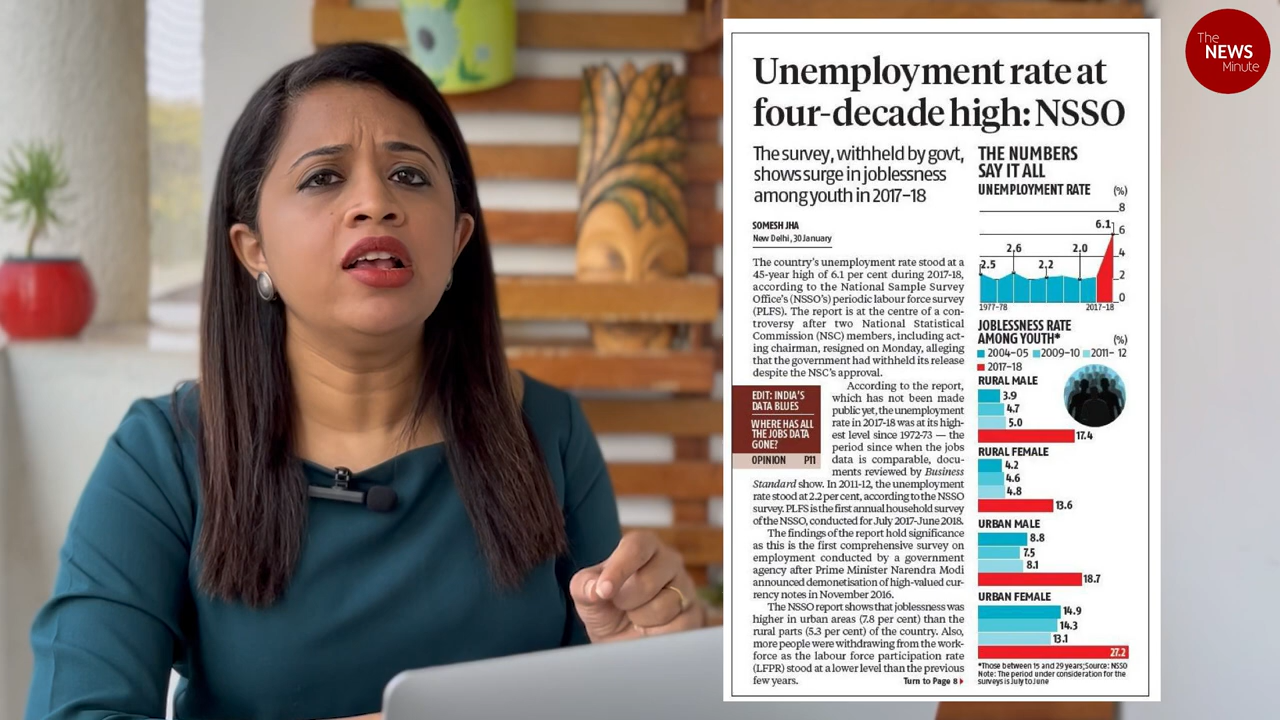 The
NEWS
Minute
Unemployment rate at
four-decade high: NSSO
The survey, withheld by govt,
shows surge in joblessness
among youth in 2017–18
SOMESH JHA
New Delhi, 30 January
The country's unemployment rate stood at a
45-year high of 6.1 per cent during 2017-18,
according to the National Sample Survey
Office's (NSSO's) periodic labour force survey
(PLFS). The report is at the centre of a con-
troversy after two National Statistical
Commission (NSC) members, including act-
ing chairman, resigned on Monday, alleging
that the government had withheld its release
despite the NSC's approval.
According to the report,
which has not been made
public yet, the unemployment
rate in 2017-18 was at its high-
est level since 1972-73 — the
period since when the jobs
data is comparable, docu-
ments reviewed by Business
Standard show. In 2011-12, the unemployment
rate stood at 2.2 per cent, according to the NSSO
survey. PLFS is the first annual household survey
of the NSSO, conducted for July 2017-June 2018.
The findings of the report hold significance
as this is the first comprehensive survey on
employment conducted by a government
agency after Prime Minister Narendra Modi
announced demonetisation of high-valued cur-
rency notes in November 2016.
The NSSO report shows that joblessness was
higher in urban areas (7.8 per cent) than the
rural parts (5.3 per cent) of the country. Also,
more people were withdrawing from the work-
force as the labour force participation rate
(LFPR) stood at a lower level than the previous
few years.
Turn to Page 8
EDIT: INDIA'S
DATA BLUES
WHERE HAS ALL
THE JOBS DATA
GONE?
OPINION P11
THE NUMBERS
SAY IT ALL
UNEMPLOYMENT RATE (%)
8
6.1 6
4
2.5 2.6 2.2 2.0
2
0
1977-78 2017-18
JOBLESSNESS RATE
AMONG YOUTH* (%)
2004–05 2009–10 2011–12
2017–18
RURAL MALE
3.9
4.7
5.0
17.4
RURAL FEMALE
4.2
4.6
4.8
13.6
URBAN MALE
8.8
7.5
8.1
18.7
URBAN FEMALE
14.9
14.3
13.1
27.2
*Those between 15 and 29 years; Source: NSSO
Note: The period under consideration for the
surveys is July to June